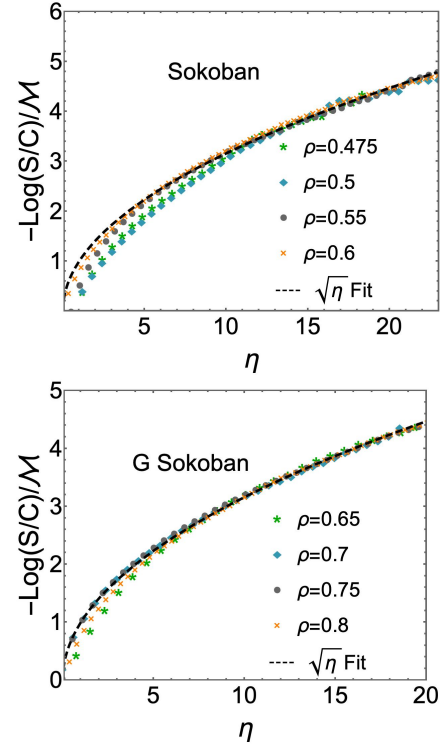 6
5
4
3
2
1
−Log(S/C)/ℳ
Sokoban
* ρ=0.475
◆ ρ=0.5
● ρ=0.55
× ρ=0.6
---- √η Fit
5 10 15 20
η
5
4
3
2
1
0
−Log(S/C)/ℳ
G Sokoban
* ρ=0.65
◆ ρ=0.7
● ρ=0.75
× ρ=0.8
---- √η Fit
5 10 15 20
η